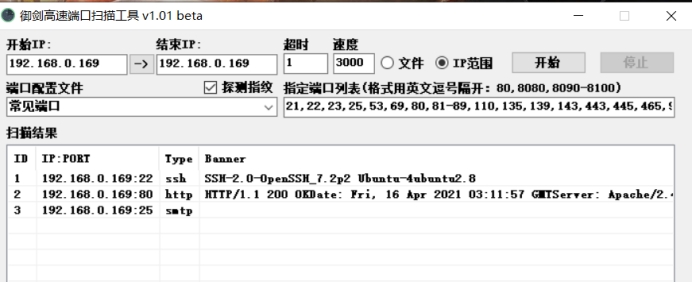 御剑高速端口扫描工具 v1.01 beta
开始IP: 结束IP: 超时 速度
192.168.0.169 -> 192.168.0.169 1 3000 文件 IP范围 开始 停止
端口配置文件 探测指纹 指定端口列表(格式用英文逗号隔开: 80,8080,8090-8100)
常见端口 21,22,23,25,53,69,80,81-89,110,135,139,143,443,445,465,9
扫描结果
ID IP:PORT Type Banner
1 192.168.0.169:22 ssh SSH-2.0-OpenSSH_7.2p2 Ubuntu-4ubuntu2.8
2 192.168.0.169:80 http HTTP/1.1 200 OKDate: Fri, 16 Apr 2021 03:11:57 GMTServer: Apache/2.4
3 192.168.0.169:25 smtp